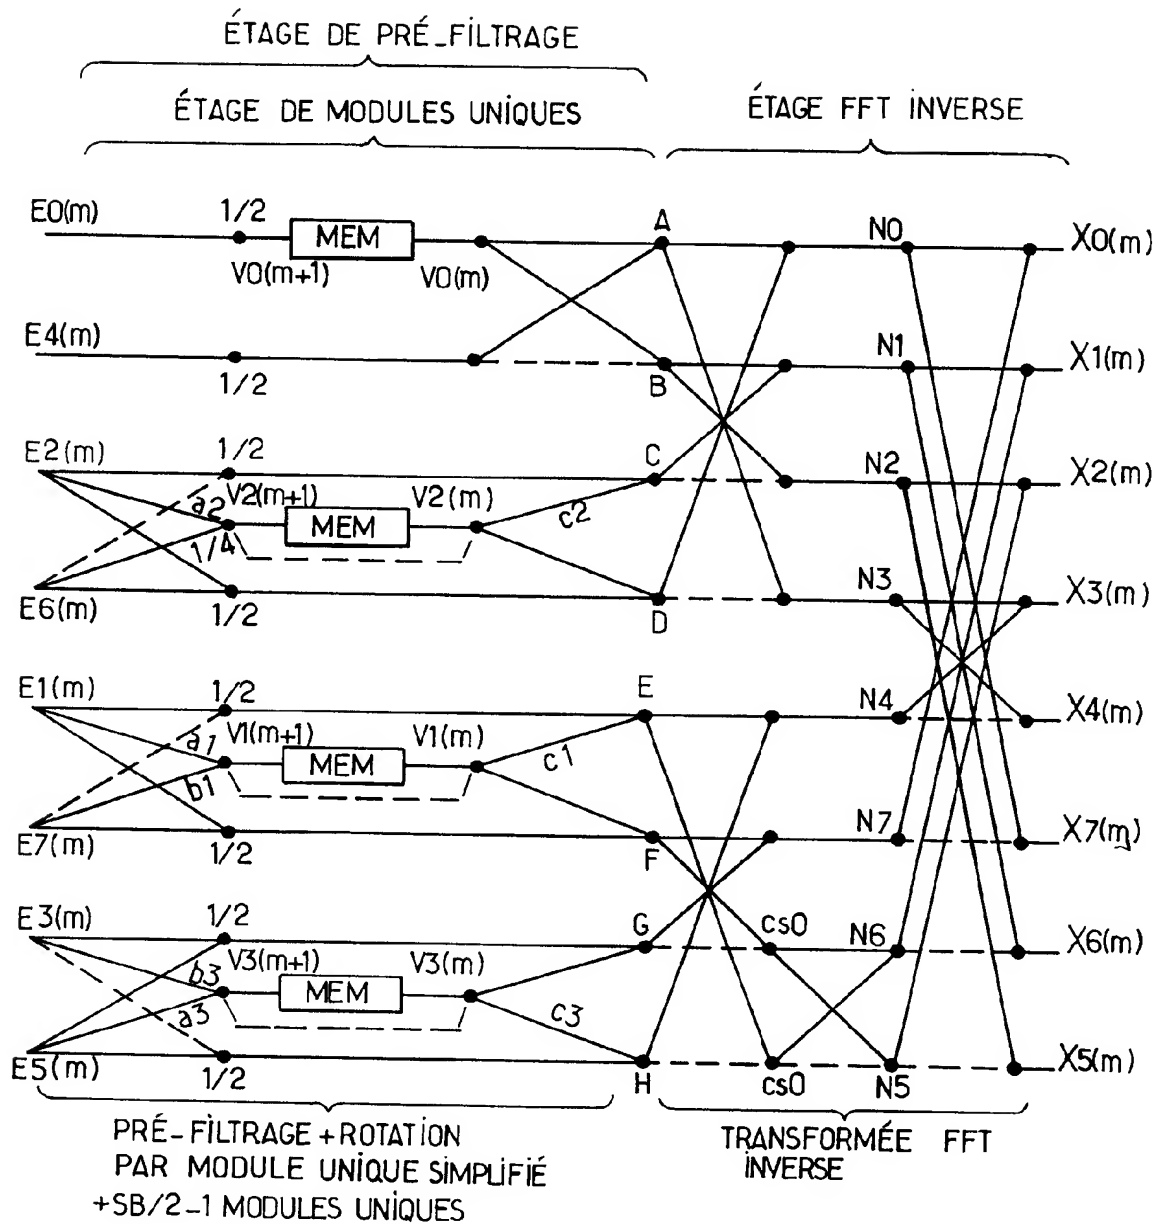 ÉTAGE DE PRÉ-FILTRAGE
ÉTAGE DE MODULES UNIQUES
ÉTAGE FFT INVERSE
E0(m) 1/2 MEM A N0 X0(m)
V0(m+1) V0(m)
E4(m) N1 X1(m)
1/2 B
E2(m) 1/2 C N2 X2(m)
a2 V2(m+1) MEM V2(m) c2
1/4
E6(m) 1/2 D N3 X3(m)
E1(m) 1/2 E N4 X4(m)
a1 V1(m+1) MEM V1(m) c1
b1
E7(m) 1/2 F N7 X7(m)
E3(m) 1/2 G cs0 N6 X6(m)
b3 V3(m+1) MEM V3(m)
a3 c3
E5(m) 1/2 H cs0 N5 X5(m)
PRÉ-FILTRAGE+ROTATION
PAR MODULE UNIQUE SIMPLIFIÉ
+SB/2-1 MODULES UNIQUES
TRANSFORMÉE FFT
INVERSE